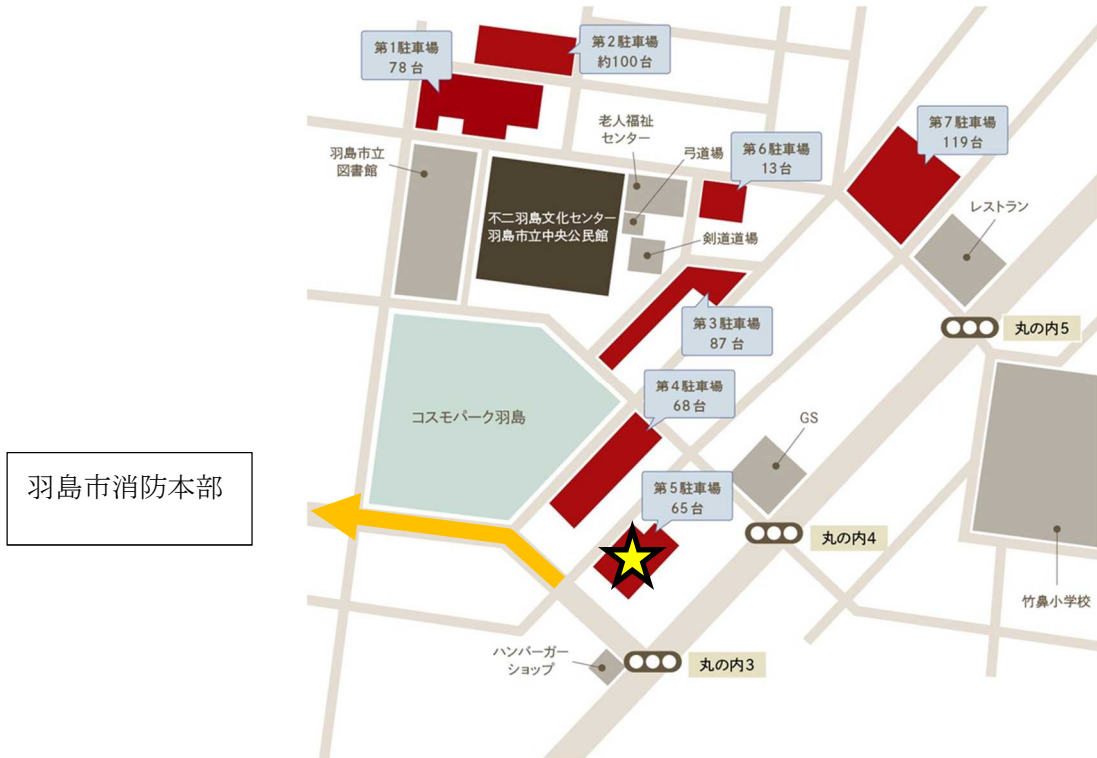 第1駐車場
78台
第2駐車場
約100台
老人福祉
センター
弓道場
第6駐車場
13台
第7駐車場
119台
羽島市立
図書館
不二羽島文化センター
羽島市立中央公民館
剣道道場
レストラン
第3駐車場
87台
丸の内5
コスモパーク羽島
第4駐車場
68台
GS
羽島市消防本部
第5駐車場
65台
丸の内4
竹鼻小学校
ハンバーガー
ショップ
丸の内3